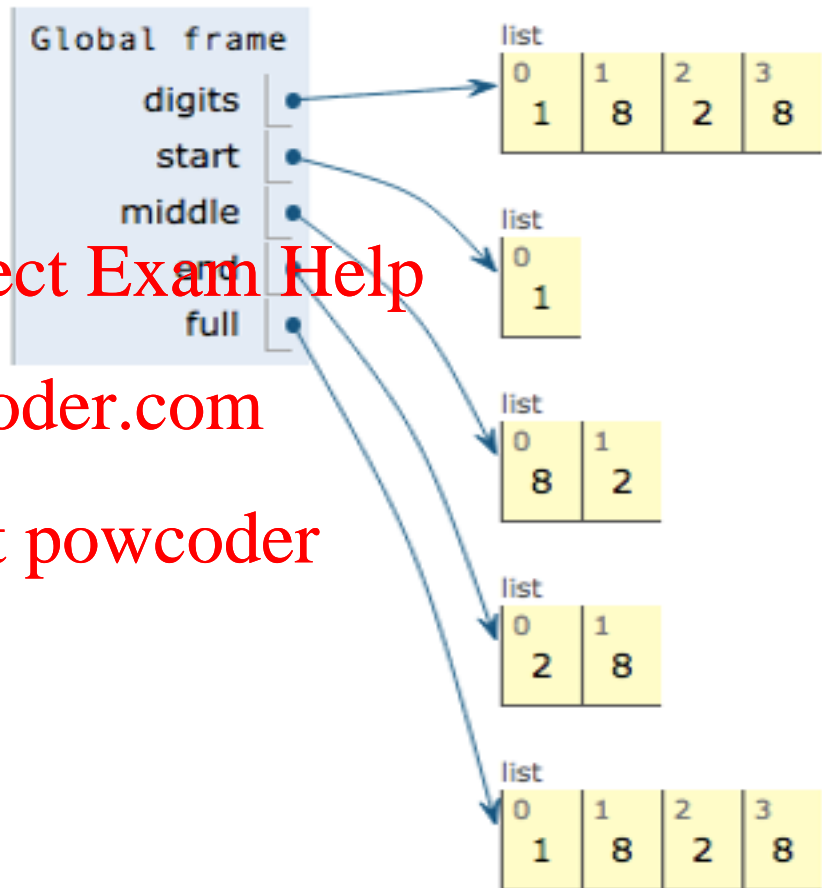 Global frame
digits
start
middle
end
full
list
0 1 2 3
1 8 2 8
list
0
1
list
0 1
8 2
list
0 1
2 8
list
0 1 2 3
1 8 2 8
ect Exam Help
oder.com
t powcoder